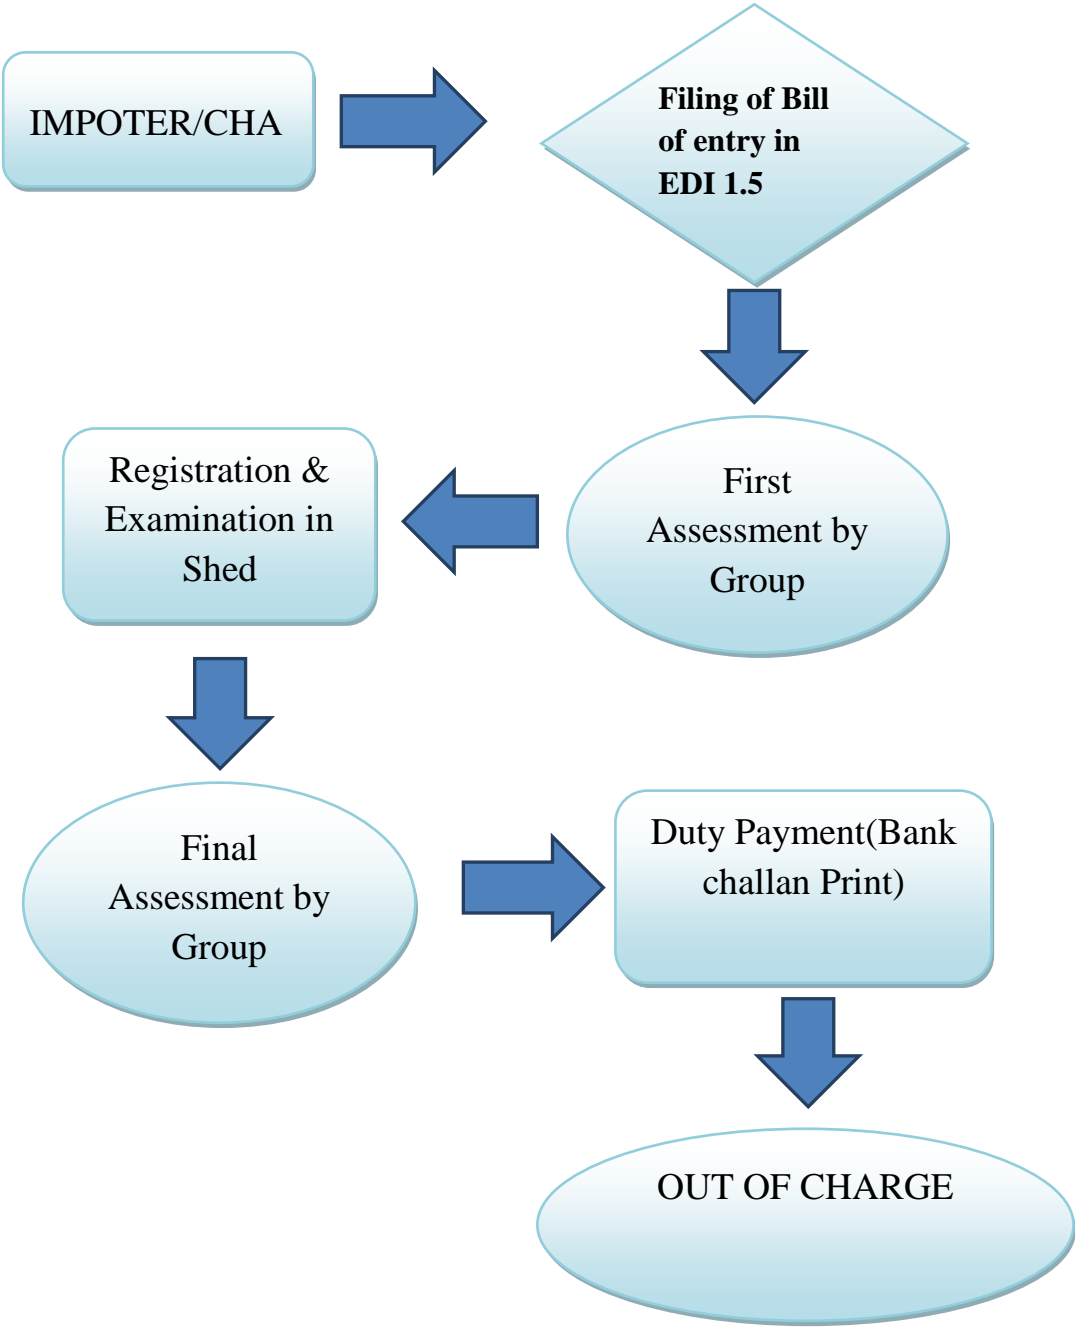 IMPOTER/CHA
Filing of Bill
of entry in
EDI 1.5
First
Assessment by
Group
Registration &
Examination in
Shed
Final
Assessment by
Group
Duty Payment(Bank
challan Print)
OUT OF CHARGE